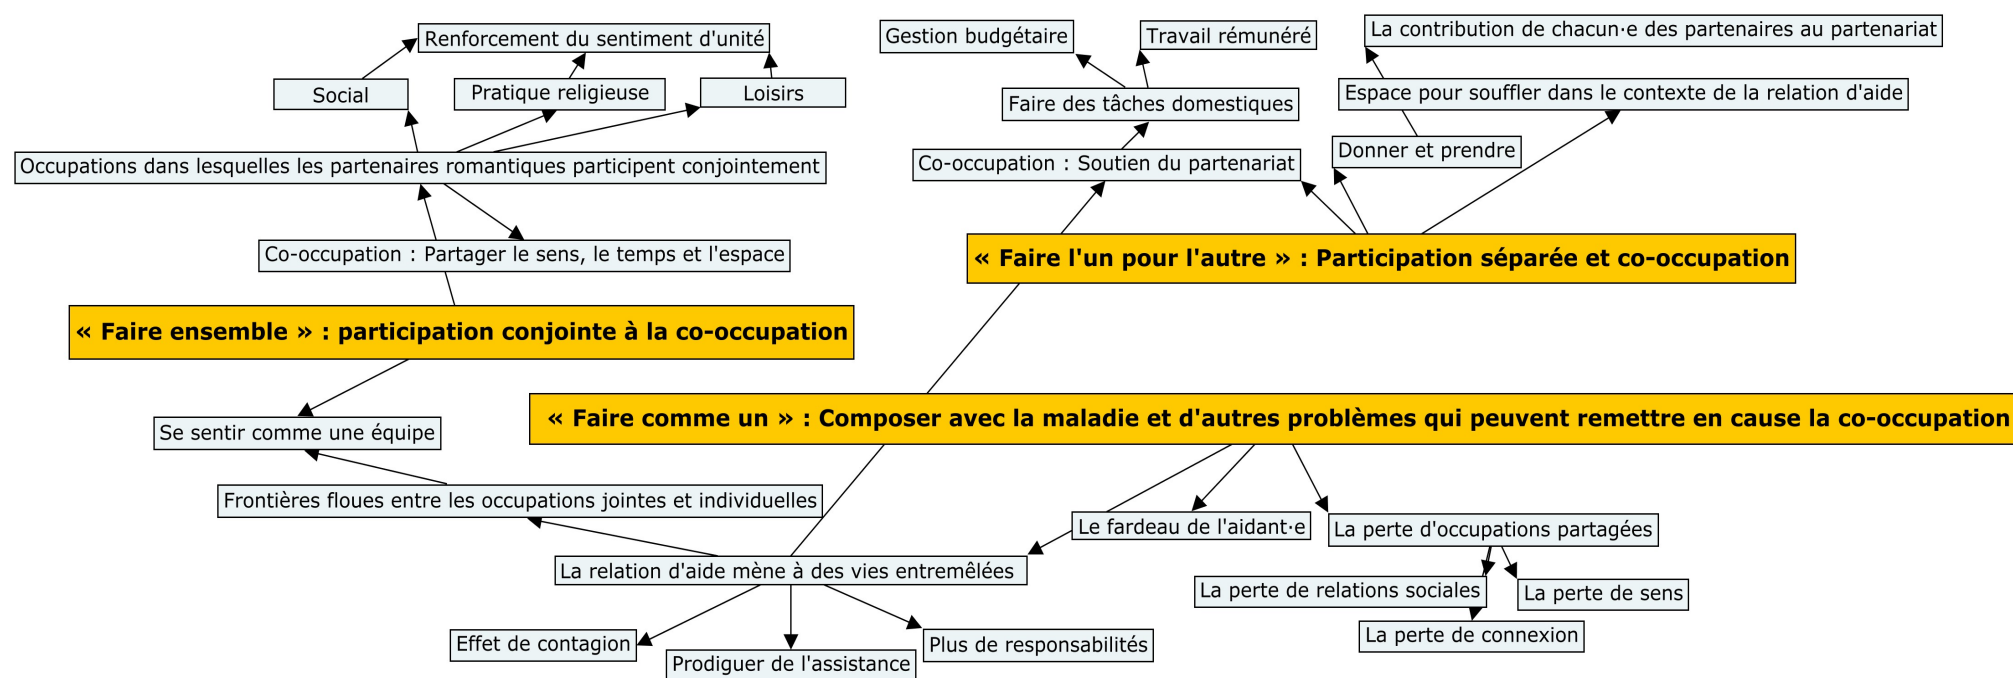 Renforcement du sentiment d'unité
Social
Pratique religieuse
Loisirs
Occupations dans lesquelles les partenaires romantiques participent conjointement
Co-occupation : Partager le sens, le temps et l'espace
« Faire ensemble » : participation conjointe à la co-occupation
Se sentir comme une équipe
Frontières floues entre les occupations jointes et individuelles
Gestion budgétaire
Travail rémunéré
Faire des tâches domestiques
Co-occupation : Soutien du partenariat
La contribution de chacun·e des partenaires au partenariat
Espace pour souffler dans le contexte de la relation d'aide
Donner et prendre
« Faire l'un pour l'autre » : Participation séparée et co-occupation
« Faire comme un » : Composer avec la maladie et d'autres problèmes qui peuvent remettre en cause la co-occupation
Le fardeau de l'aidant·e
La perte d'occupations partagées
La relation d'aide mène à des vies entremêlées
La perte de relations sociales
La perte de sens
La perte de connexion
Effet de contagion
Prodiguer de l'assistance
Plus de responsabilités